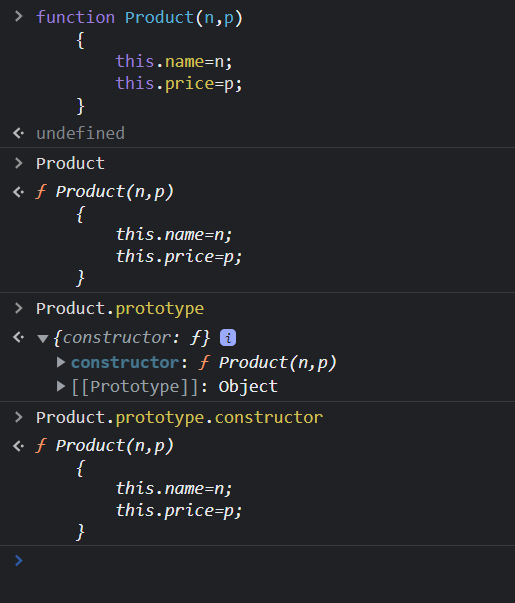 > function Product(n,p)
{
this.name=n;
this.price=p;
}
undefined
> Product
ƒ Product(n,p)
{
this.name=n;
this.price=p;
}
> Product.prototype
▼{constructor: ƒ} i
▶ constructor: ƒ Product(n,p)
▶ [[Prototype]]: Object
> Product.prototype.constructor
ƒ Product(n,p)
{
this.name=n;
this.price=p;
}
>